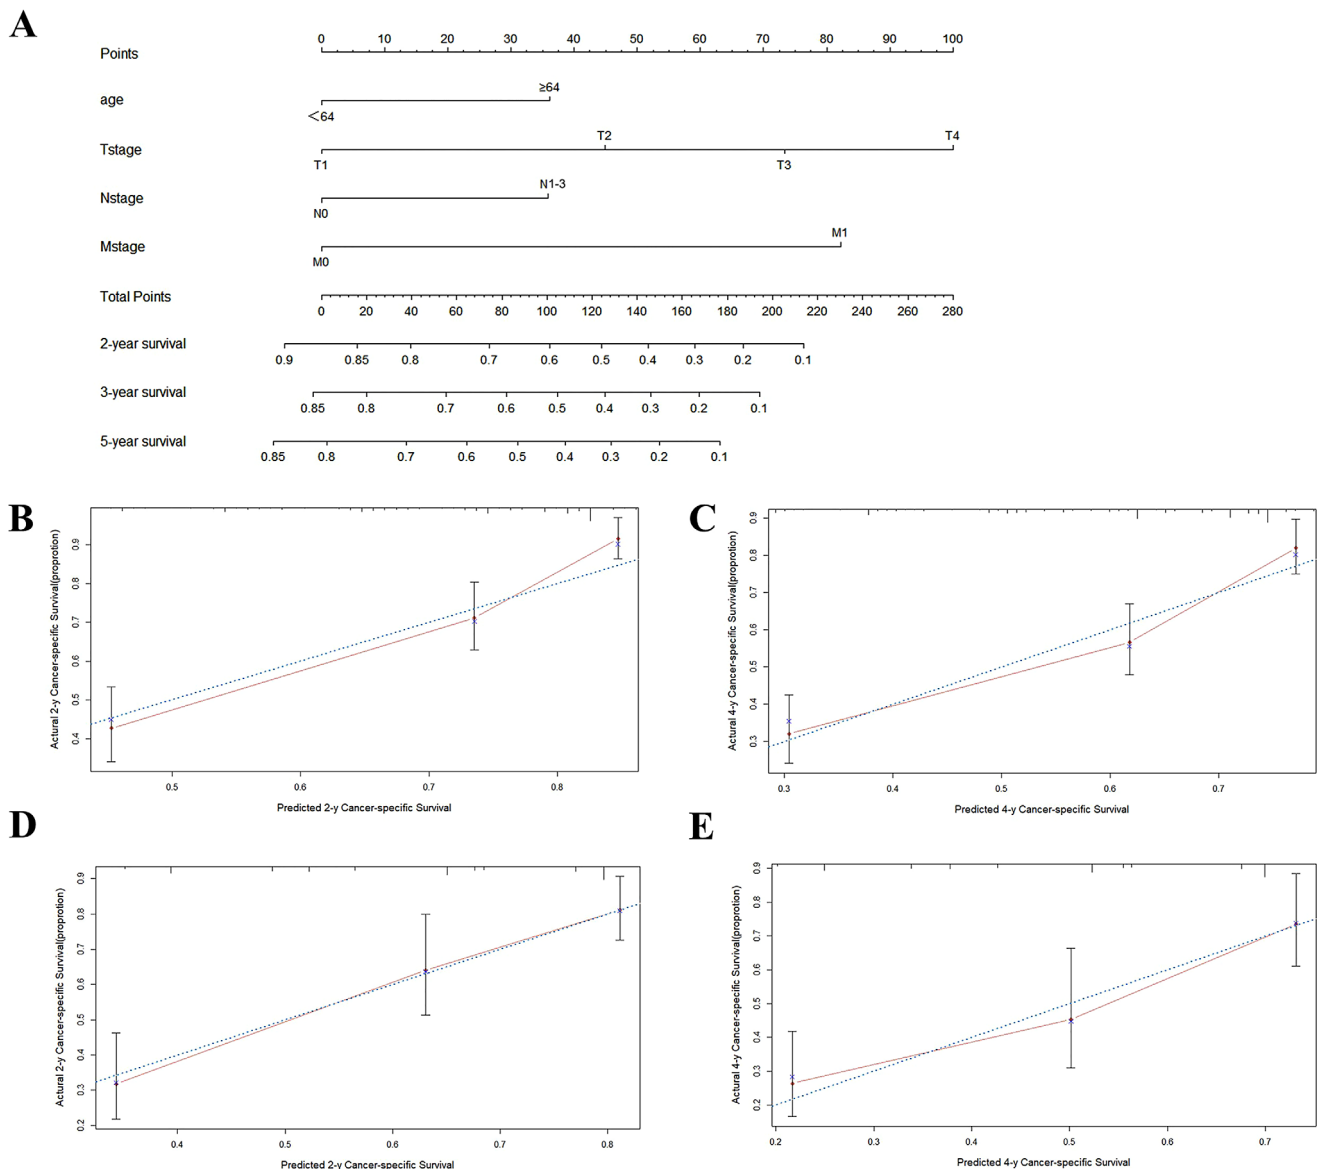 A
Points
0 10 20 30 40 50 60 70 80 90 100
age
≥64
<64
Tstage
T2 T4
T1 T3
Nstage
N1-3
N0
Mstage
M1
M0
Total Points
0 20 40 60 80 100 120 140 160 180 200 220 240 260 280
2-year survival
0.9 0.85 0.8 0.7 0.6 0.5 0.4 0.3 0.2 0.1
3-year survival
0.85 0.8 0.7 0.6 0.5 0.4 0.3 0.2 0.1
5-year survival
0.85 0.8 0.7 0.6 0.5 0.4 0.3 0.2 0.1
B
Actural 2-y Cancer-specific Survival(proprotion)
0.9
0.8
0.7
0.6
0.5
0.4
0.5 0.6 0.7 0.8
Predicted 2-y Cancer-specific Survival
C
Actural 4-y Cancer-specific Survival(proprotion)
0.9
0.8
0.7
0.6
0.5
0.4
0.3
0.3 0.4 0.5 0.6 0.7
Predicted 4-y Cancer-specific Survival
D
Actural 2-y Cancer-specific Survival(proprotion)
0.9
0.8
0.7
0.6
0.5
0.4
0.3
0.2
0.4 0.5 0.6 0.7 0.8
Predicted 2-y Cancer-specific Survival
E
Actural 4-y Cancer-specific Survival(proprotion)
0.9
0.8
0.7
0.6
0.5
0.4
0.3
0.2
0.2 0.3 0.4 0.5 0.6 0.7
Predicted 4-y Cancer-specific Survival